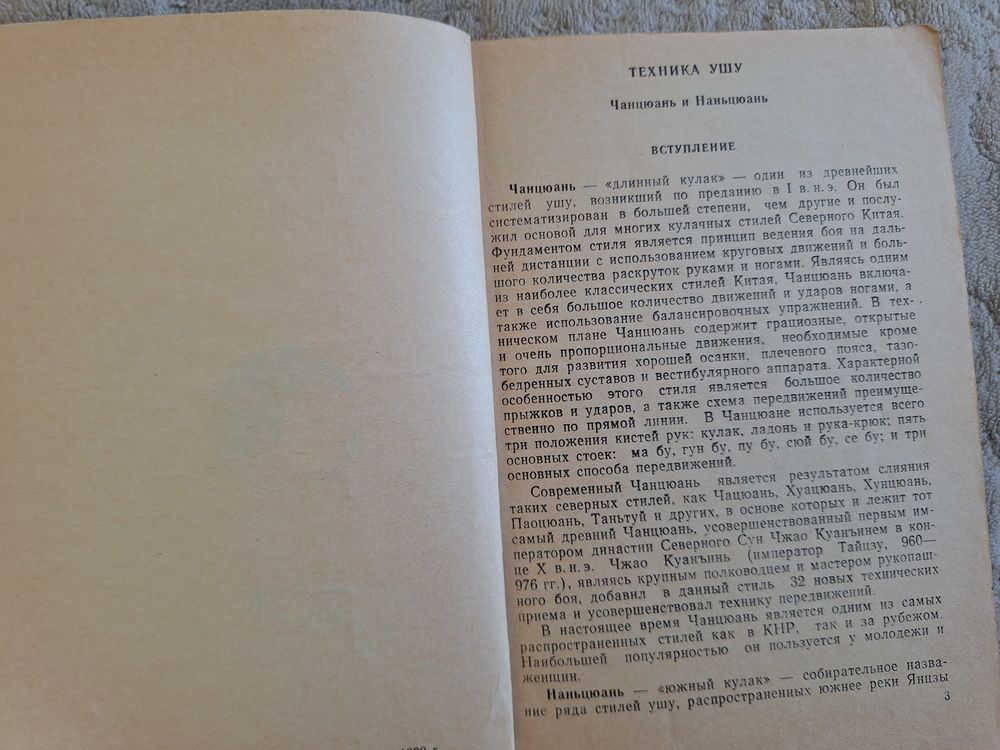 ТЕХНИКА УШУ
Чанцюань и Наньцюань
ВСТУПЛЕНИЕ
Чанцюань — «длинный кулак» — один из древнейших
стилей ушу, возникший по преданию в I в. н. э. Он был
систематизирован в большей степени, чем другие и послу-
жил основой для многих кулачных стилей Северного Китая.
Фундаментом стиля является принцип ведения боя на даль-
ней дистанции с использованием круговых движений и боль-
шого количества раскруток руками и ногами. Являясь одним
из наиболее классических стилей Китая, Чанцюань включа-
ет в себя большое количество движений и ударов ногами, а
также использование балансировочных упражнений. В тех-
ническом плане Чанцюань содержит грациозные, открытые
и очень пропорциональные движения, необходимые кроме
того для развития хорошей осанки, плечевого пояса, тазо-
бедренных суставов и вестибулярного аппарата. Характерной
особенностью этого стиля является большое количество
прыжков и ударов, а также схема передвижений преимуще-
ственно по прямой линии. В Чанцюане используется всего
три положения кистей рук: кулак, ладонь и рука-крюк; пять
основных стоек: ма бу, гун бу, пу бу, сюй бу, се бу; и три
основных способа передвижений.
Современный Чанцюань является результатом слияния
таких северных стилей, как Чацюань, Хуацюань, Хунцюань,
Паоцюань, Таньтуй и других, в основе которых и лежит тот
самый древний Чанцюань, усовершенствованный первым им-
ператором династии Северного Сун Чжао Куанъинем в кон-
це X в. н. э. Чжао Куанъинь (император Тайцзу, 960—
976 гг.), являясь крупным полководцем и мастером рукопаш-
ного боя, добавил в данный стиль 32 новых технических
приема и усовершенствовал технику передвижений.
В настоящее время Чанцюань является одним из самых
распространенных стилей как в КНР, так и за рубежом.
Наибольшей популярностью он пользуется у молодежи и
женщин.
Наньцюань — «южный кулак» — собирательное назва-
ние ряда стилей ушу, распространенных южнее реки Янцзы
3